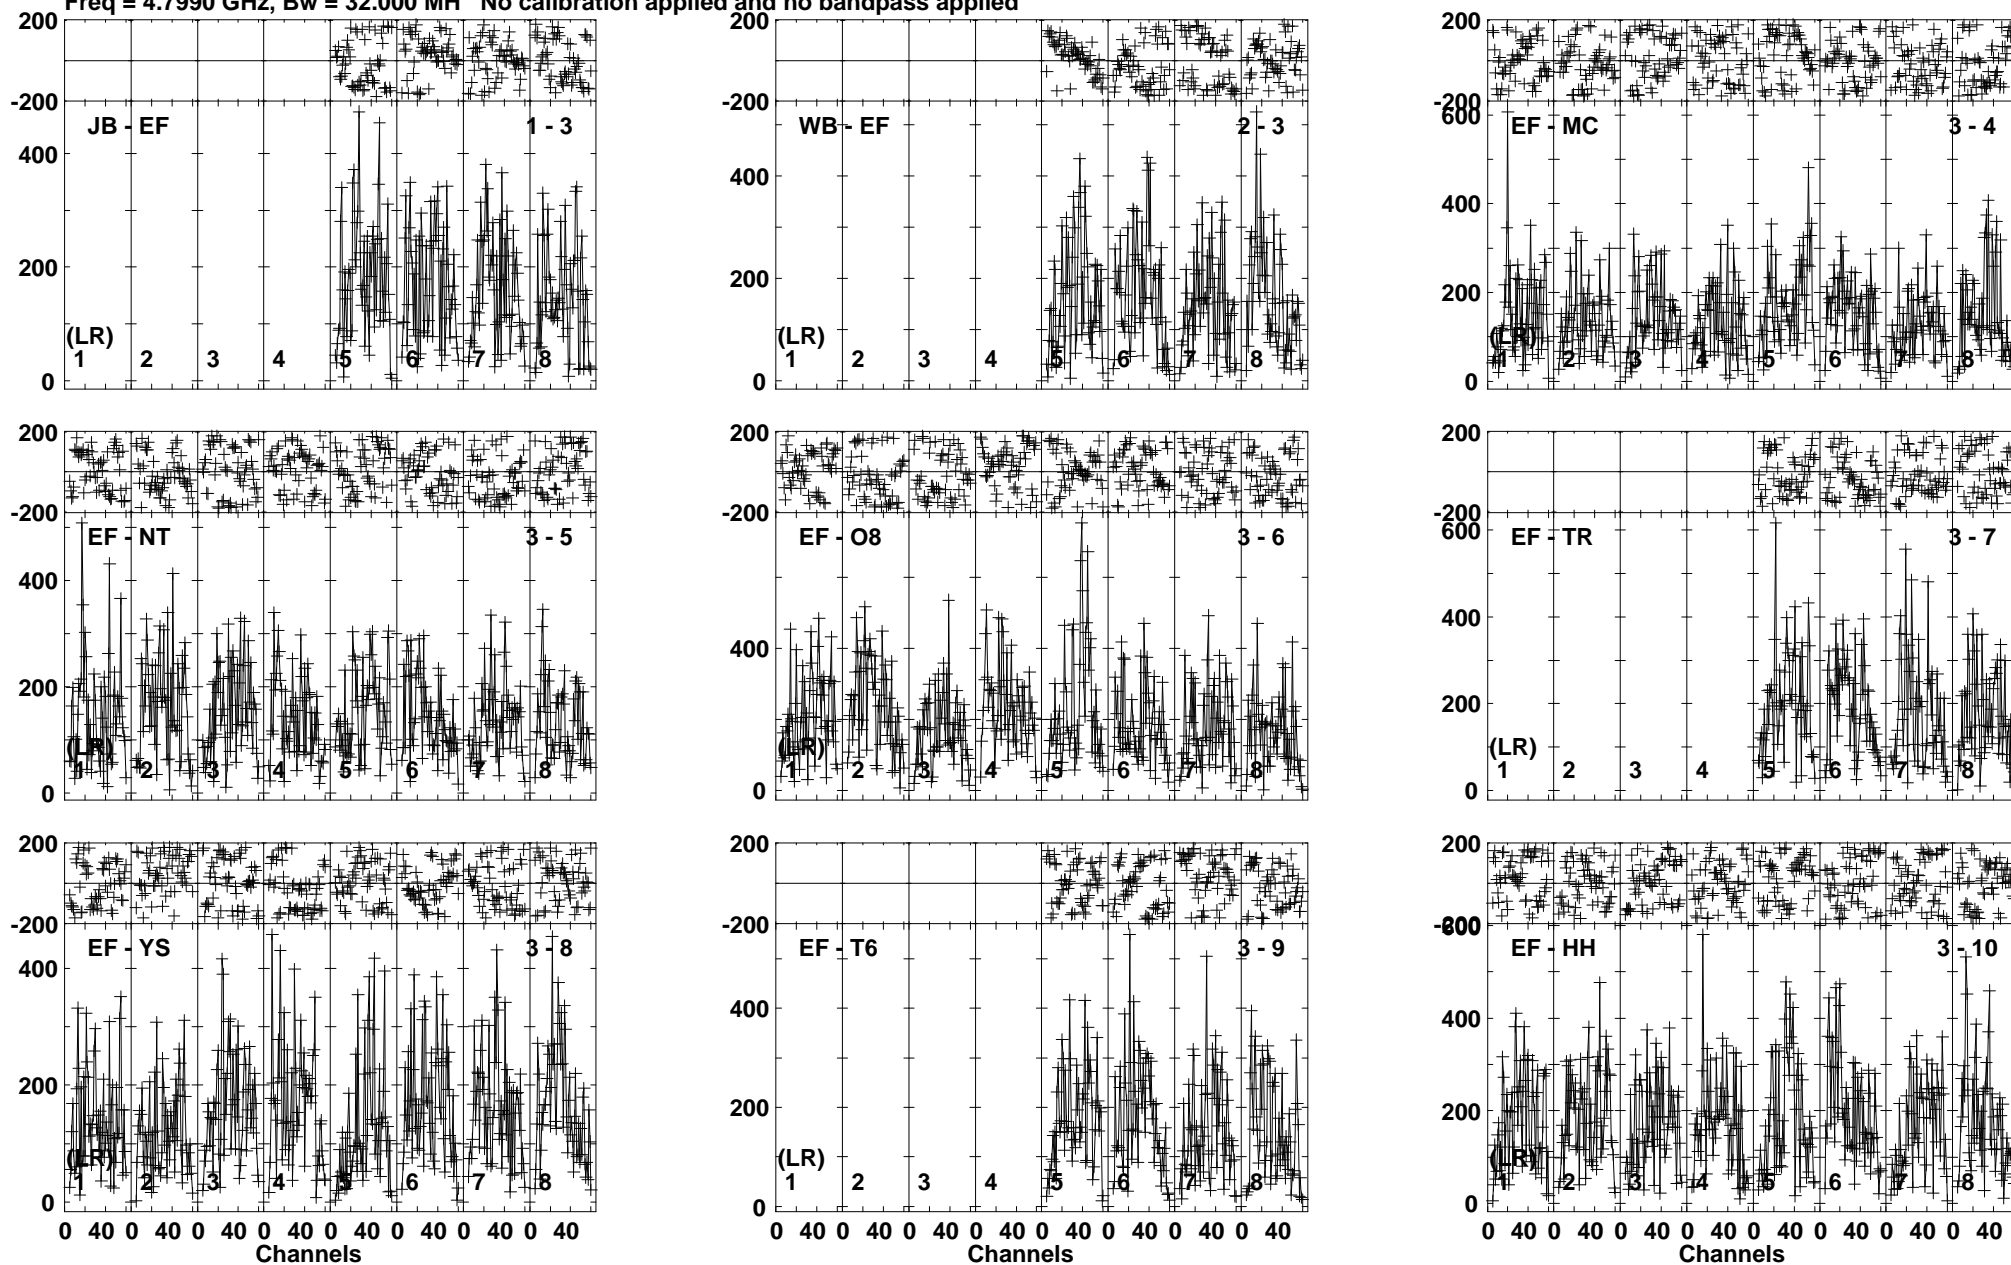 Freq = 4.7990 GHz, Bw = 32.000 MH No calibration applied and no bandpass applied
200 200 200
-200 -200 -200
JB - EF 1 - 3 WB - EF 2 - 3 600 EF - MC 3 - 4
400 400 400
200 200 200
(LR) (LR) (LR)
1 2 3 4 5 6 7 8 1 2 3 4 5 6 7 8 1 2 3 4 5 6 7 8
0 0 0
200 200 200
-200 -200 -200
EF - NT 3 - 5 EF - O8 3 - 6 600 EF - TR 3 - 7
400 400 400
200 200
(LR) (LR) (LR)
1 2 3 4 5 6 7 8 1 2 3 4 5 6 7 8 1 2 3 4 5 6 7 8
0 0 0
200 200 200
-200 -200 -200 600
EF - YS 3 - 8 EF - T6 3 - 9 EF - HH 3 - 10
400 400 400
200 200 200
(LR) (LR) (LR)
1 2 3 4 5 6 7 8 1 2 3 4 5 6 7 8 1 2 3 4 5 6 7 8
0 0 0
0 40 0 40 0 40 0 40 0 40 0 40 0 40 0 40 0 40 0 40 0 40 0 40 0 40 0 40 0 40 0 40 0 40 0 40 0 40 0 40 0 40 0 40 0 40 0 40
Channels Channels Channels